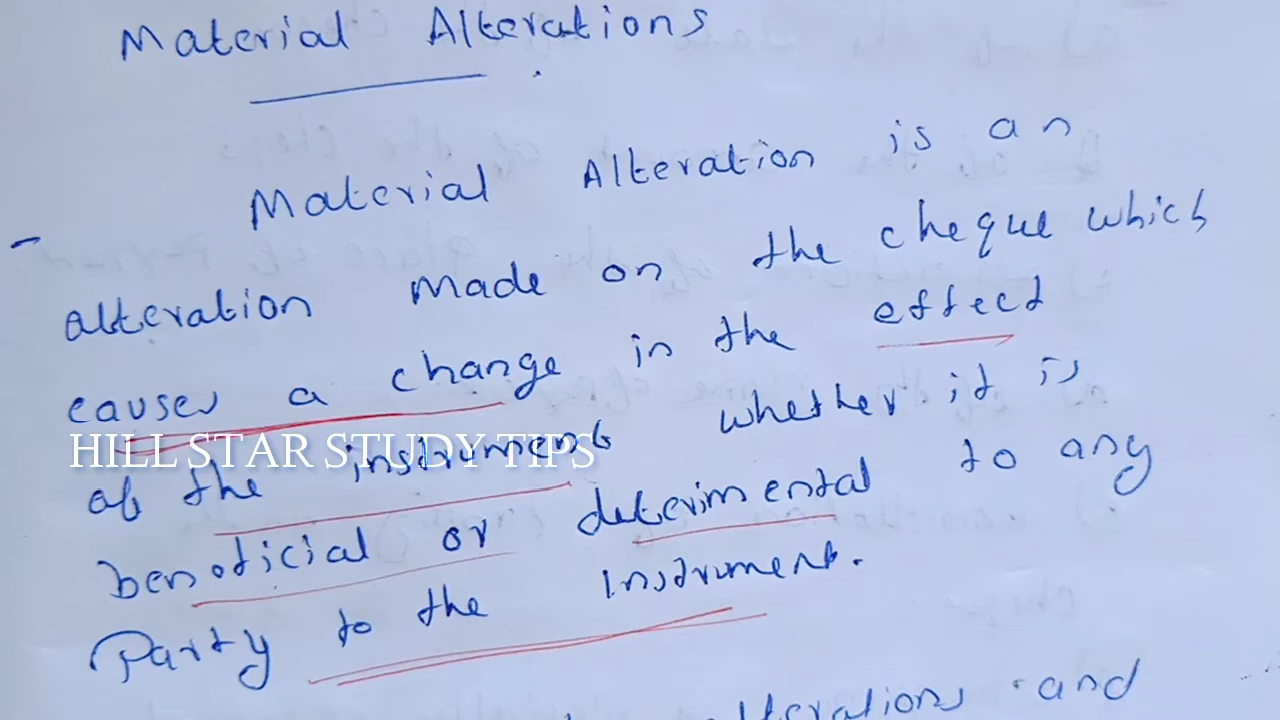 Material Alterations
Material Alteration is an
alteration made on the cheque which
causes a change in the effect
of the instrument whether it is
HILL STAR STUDY TIPS
beneficial or deterimental to any
Party to the Instrument.
alterations and